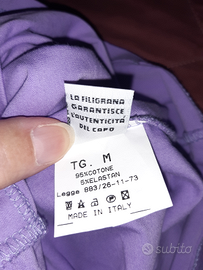 LA FILIGRANA
GARANTISCE
L'AUTENTICITÀ
DEL CAPO
TG. M
95%COTONE
5%ELASTAN
Legge 883/26-11-73
MADE IN ITALY
subito